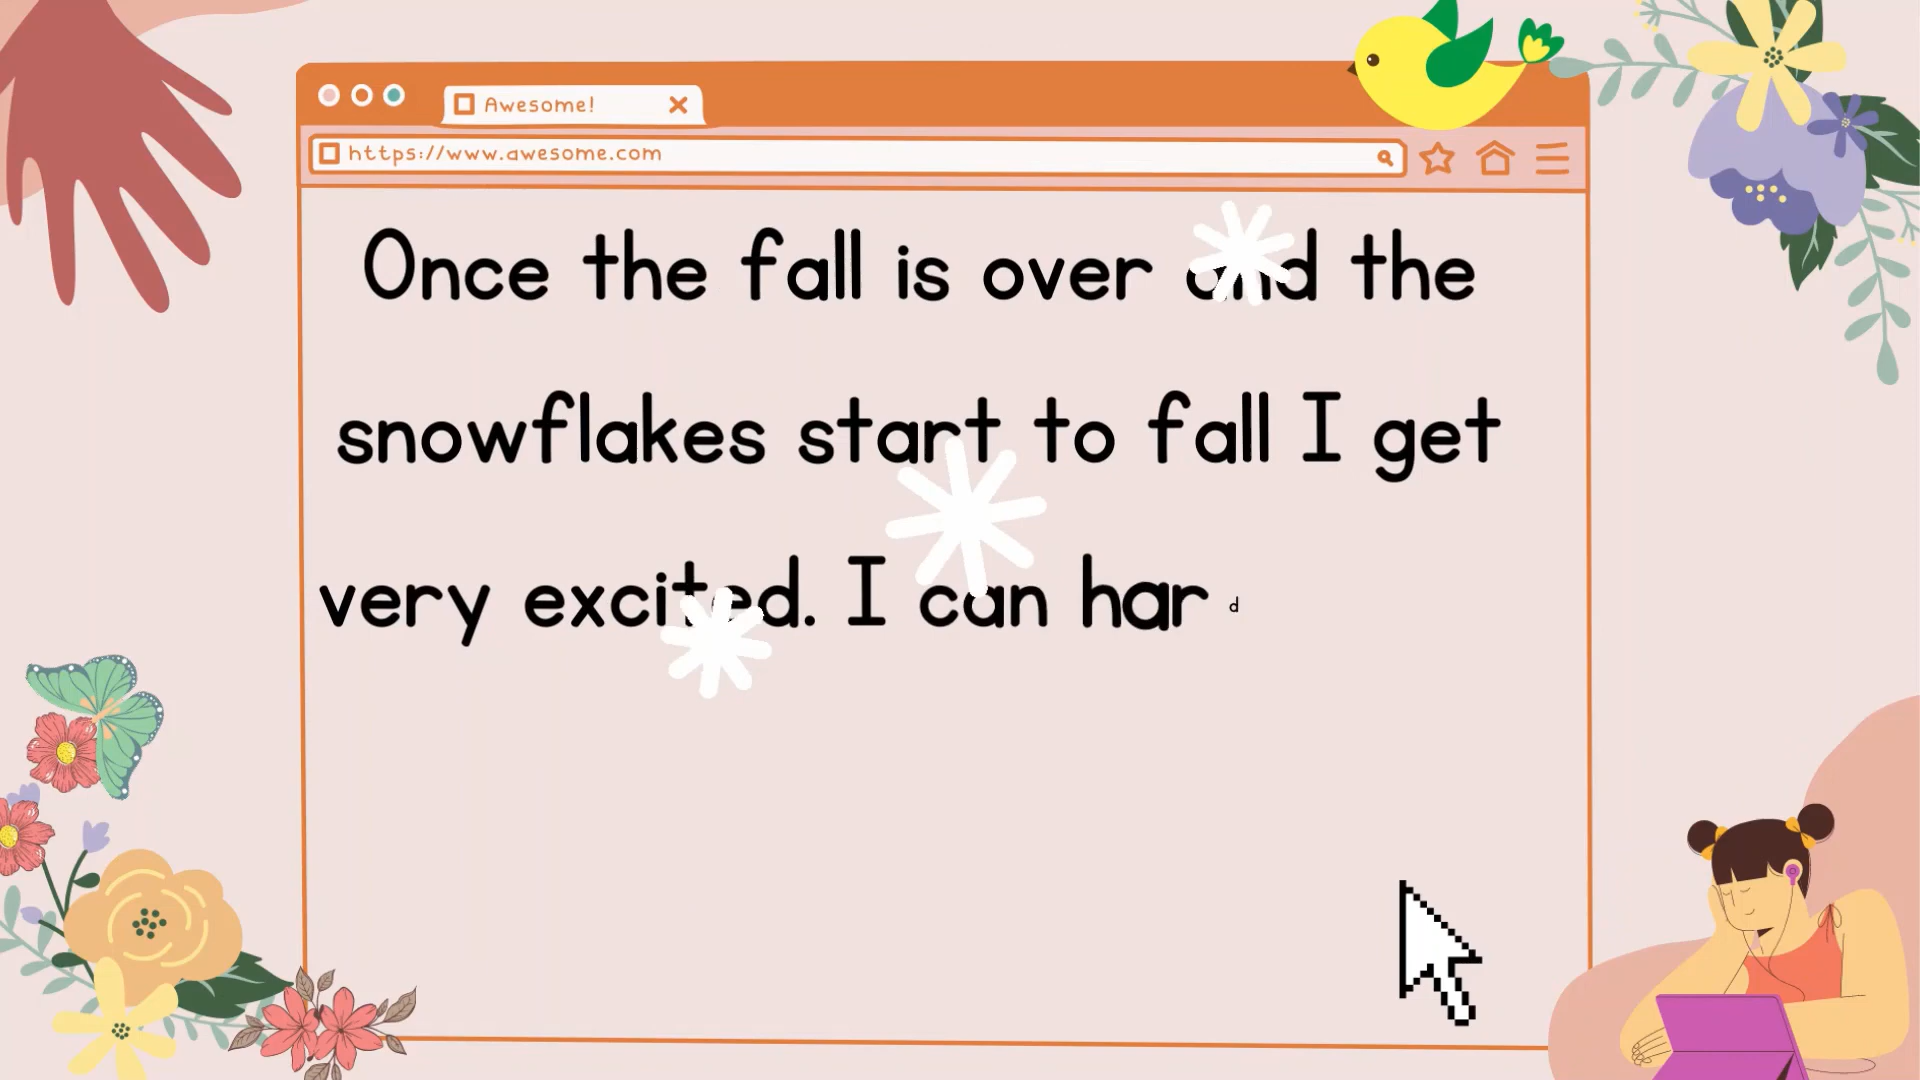 Awesome!
https://www.awesome.com
Once the fall is over and the
snowflakes start to fall I get
very excited. I can hard